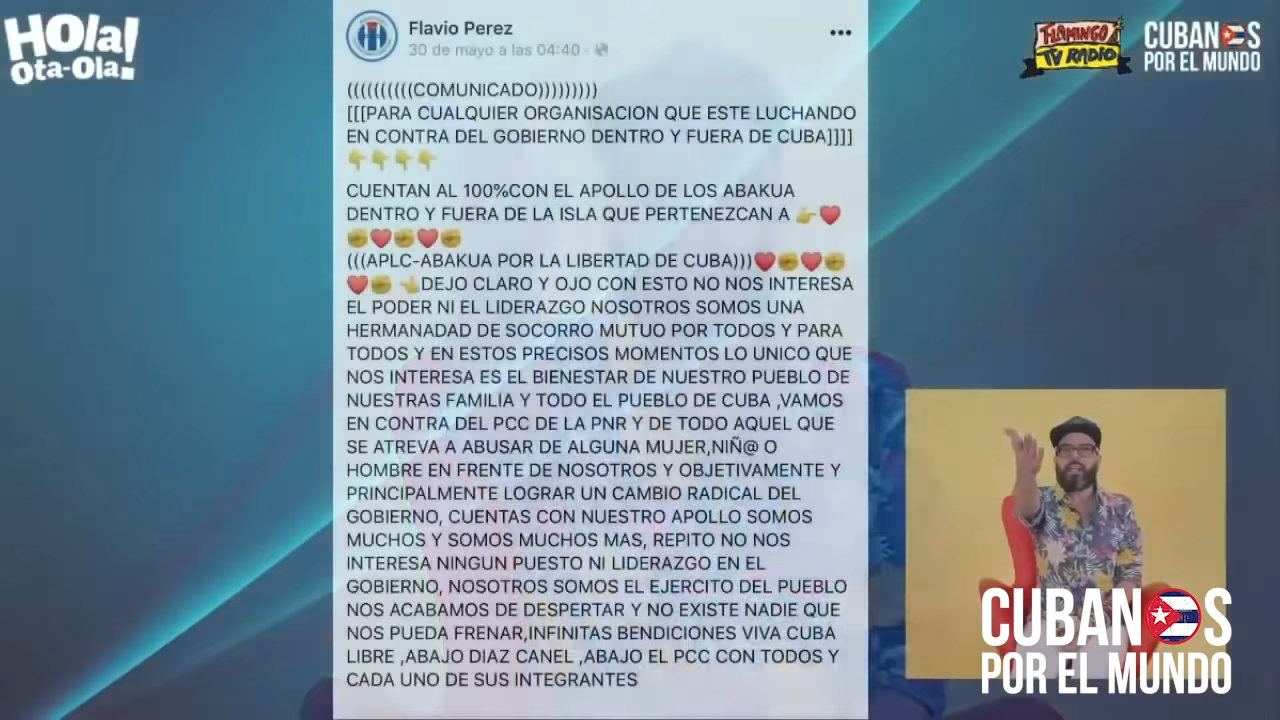 HOla!
Ota-Ola!
FLAMINGO
TV RADIO
CUBANOS
POR EL MUNDO
Flavio Perez
30 de mayo a las 04:40 ·
((((((((((COMUNICADO)))))))))
[[[PARA CUALQUIER ORGANISACION QUE ESTE LUCHANDO
EN CONTRA DEL GOBIERNO DENTRO Y FUERA DE CUBA]]]]
👇👇👇👇
CUENTAN AL 100%CON EL APOLLO DE LOS ABAKUA
DENTRO Y FUERA DE LA ISLA QUE PERTENEZCAN A 👉❤️
✊❤️✊❤️✊
(((APLC-ABAKUA POR LA LIBERTAD DE CUBA)))❤️✊❤️✊
❤️✊ 👈DEJO CLARO Y OJO CON ESTO NO NOS INTERESA
EL PODER NI EL LIDERAZGO NOSOTROS SOMOS UNA
HERMANADAD DE SOCORRO MUTUO POR TODOS Y PARA
TODOS Y EN ESTOS PRECISOS MOMENTOS LO UNICO QUE
NOS INTERESA ES EL BIENESTAR DE NUESTRO PUEBLO DE
NUESTRAS FAMILIA Y TODO EL PUEBLO DE CUBA ,VAMOS
EN CONTRA DEL PCC DE LA PNR Y DE TODO AQUEL QUE
SE ATREVA A ABUSAR DE ALGUNA MUJER,NIÑ@ O
HOMBRE EN FRENTE DE NOSOTROS Y OBJETIVAMENTE Y
PRINCIPALMENTE LOGRAR UN CAMBIO RADICAL DEL
GOBIERNO, CUENTAS CON NUESTRO APOLLO SOMOS
MUCHOS Y SOMOS MUCHOS MAS, REPITO NO NOS
INTERESA NINGUN PUESTO NI LIDERAZGO EN EL
GOBIERNO, NOSOTROS SOMOS EL EJERCITO DEL PUEBLO
NOS ACABAMOS DE DESPERTAR Y NO EXISTE NADIE QUE
NOS PUEDA FRENAR,INFINITAS BENDICIONES VIVA CUBA
LIBRE ,ABAJO DIAZ CANEL ,ABAJO EL PCC CON TODOS Y
CADA UNO DE SUS INTEGRANTES
CUBANOS
POR EL MUNDO